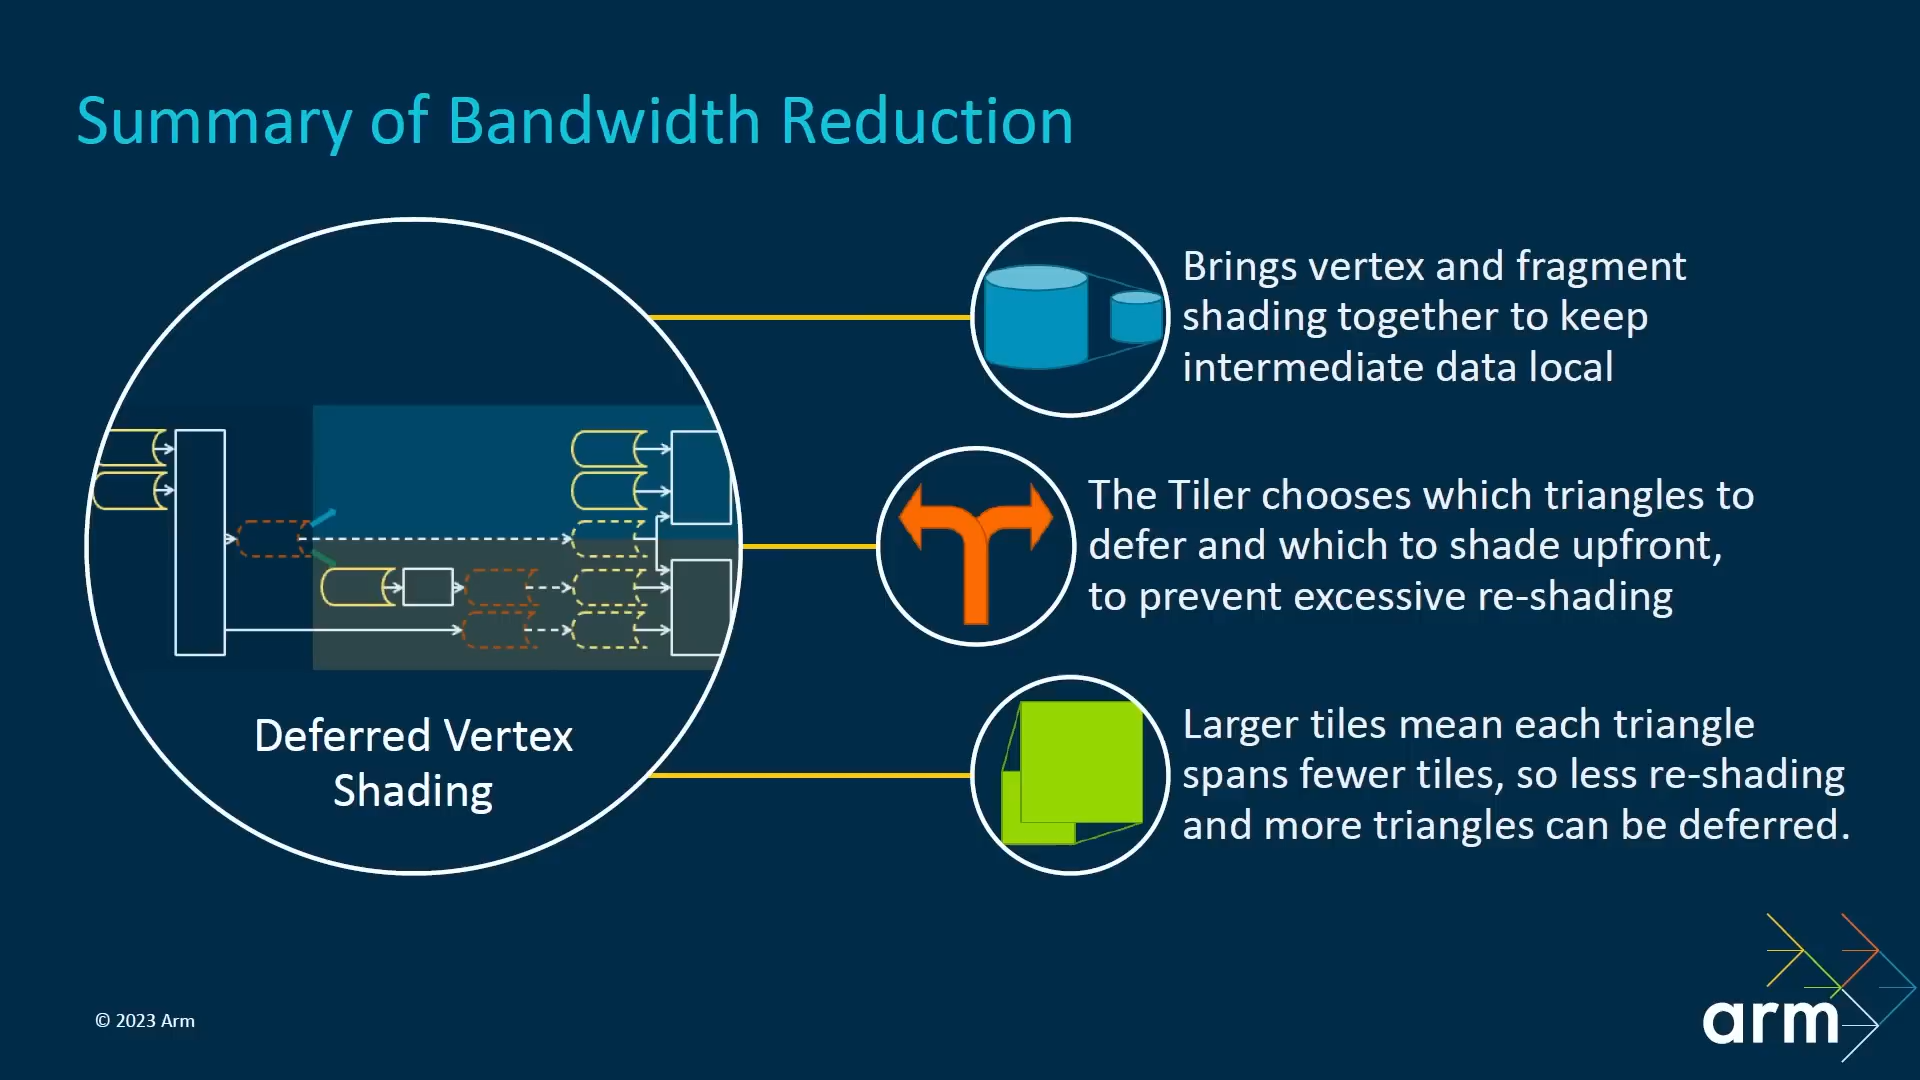 Summary of Bandwidth Reduction
Brings vertex and fragment
shading together to keep
intermediate data local
The Tiler chooses which triangles to
defer and which to shade upfront,
to prevent excessive re-shading
Deferred Vertex
Shading
Larger tiles mean each triangle
spans fewer tiles, so less re-shading
and more triangles can be deferred.
© 2023 Arm
arm